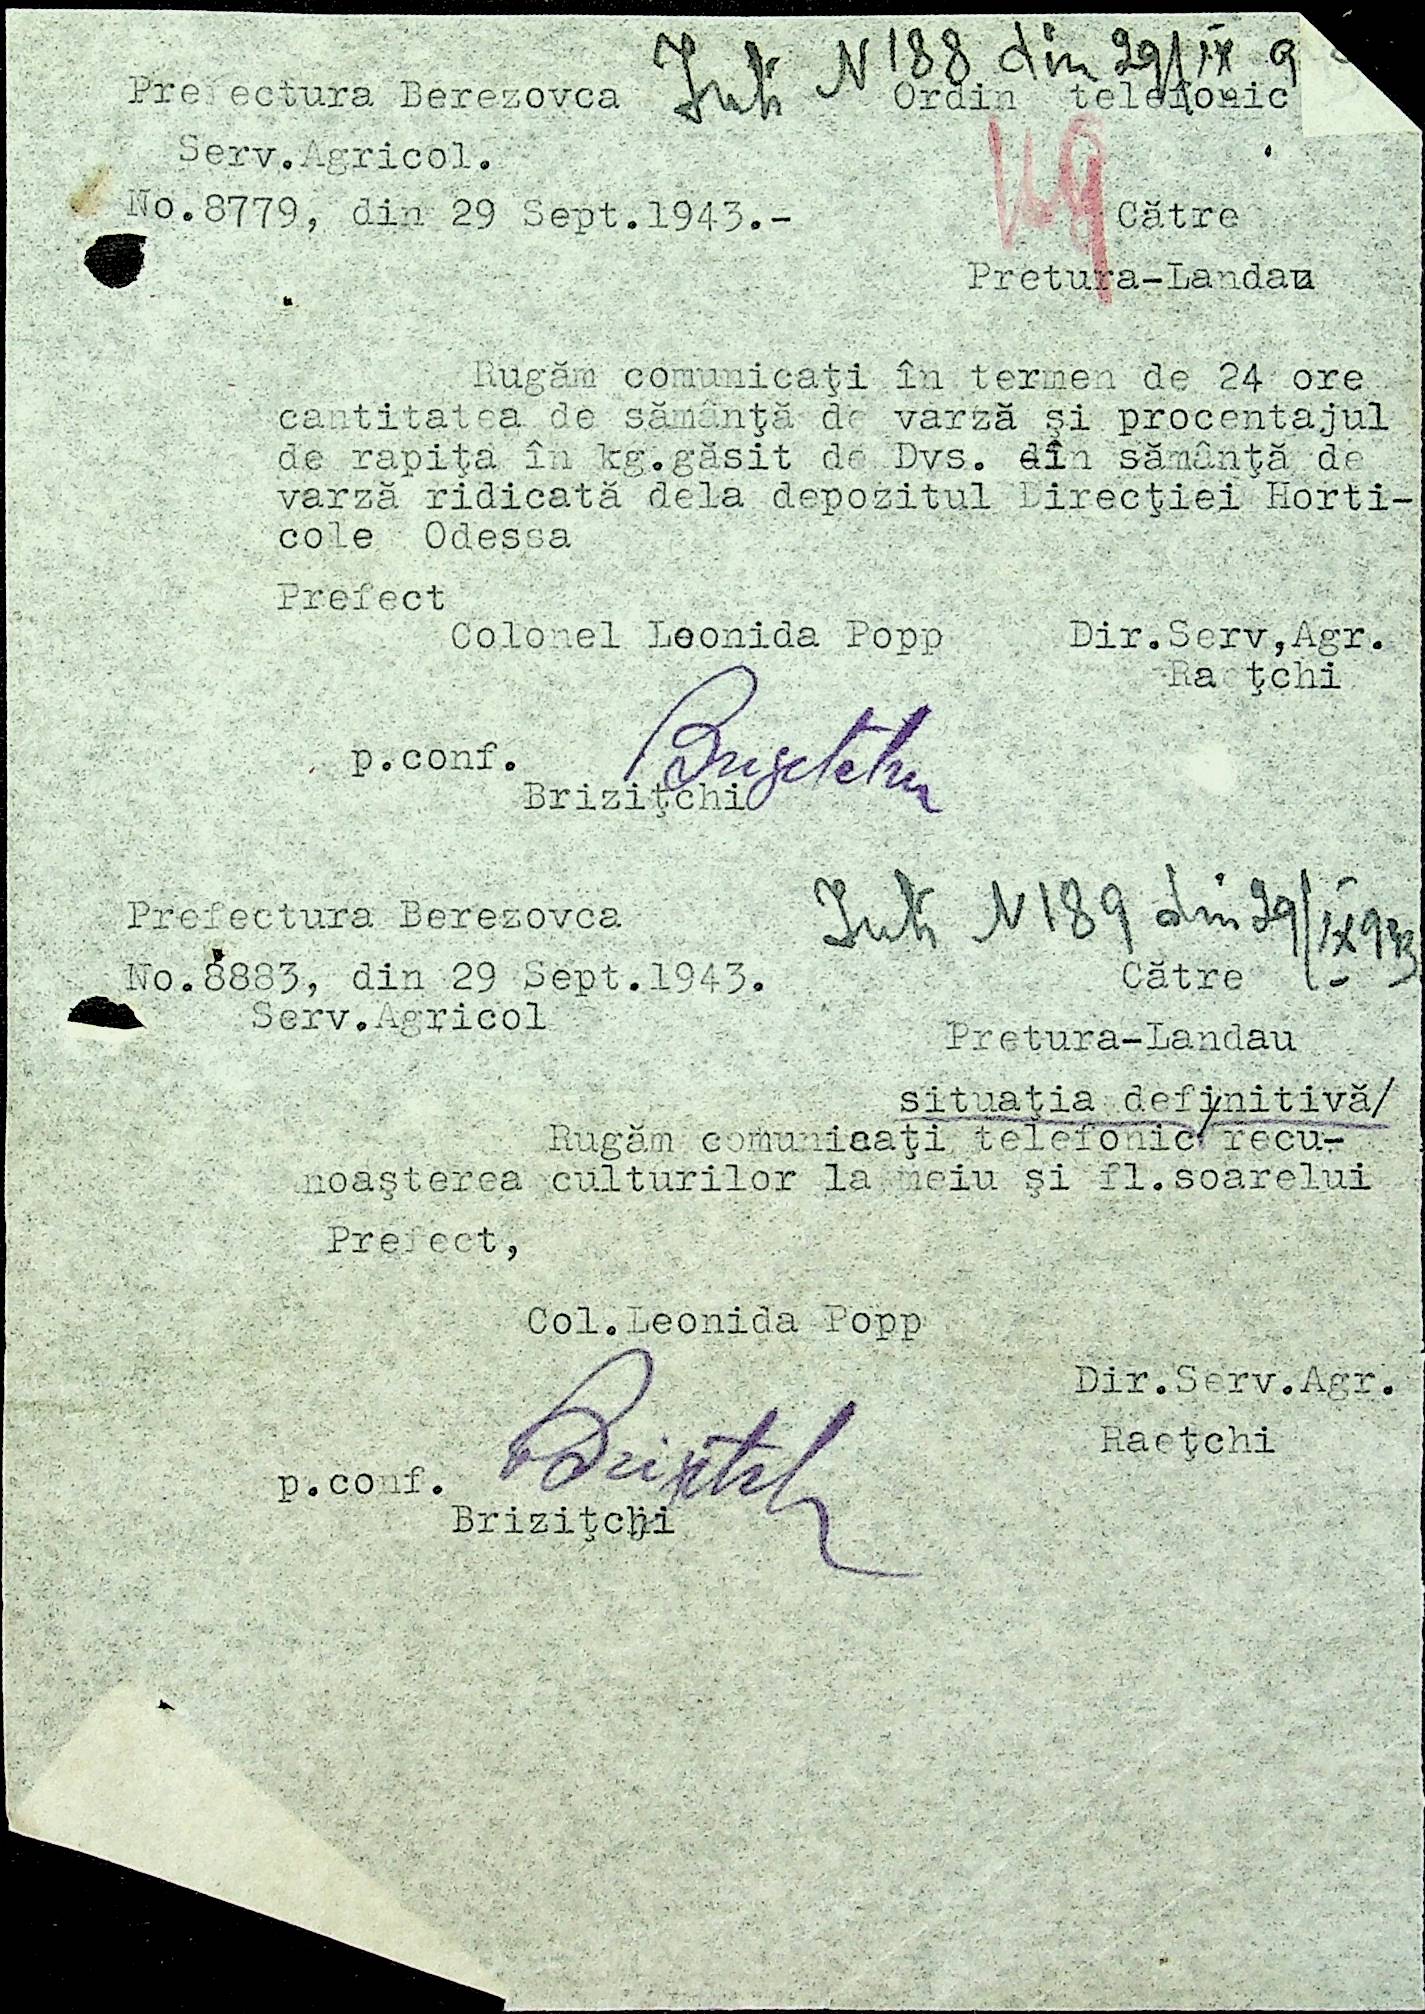 N 188 din 29/IX 9
Prefectura Berezovca Ordin telefonic
Serv.Agricol.
No.8779, din 29 Sept.1943.-
Către
Pretura-Landau
Rugăm comunicaţi în termen de 24 ore
cantitatea de sămânţă de varză şi procentajul
de rapiţa în kg.găsit de Dvs. dîn sămânţă de
varză ridicată dela depozitul Direcţiei Horti-
cole Odessa
Prefect
Colonel Leonida Popp Dir.Serv,Agr.
Raeţchi
p.conf.
Briziţchi
N 189 din 29/IX 943
Prefectura Berezovca
No.8883, din 29 Sept.1943.
Către
Serv.Agricol
Pretura-Landau
situaţia definitivă/
Rugăm comunicaţi telefonic/recu-
noaşterea culturilor la meiu şi fl.soarelui
Prefect,
Col.Leonida Popp
Dir.Serv.Agr.
Raeţchi
p.conf.
Briziţchi